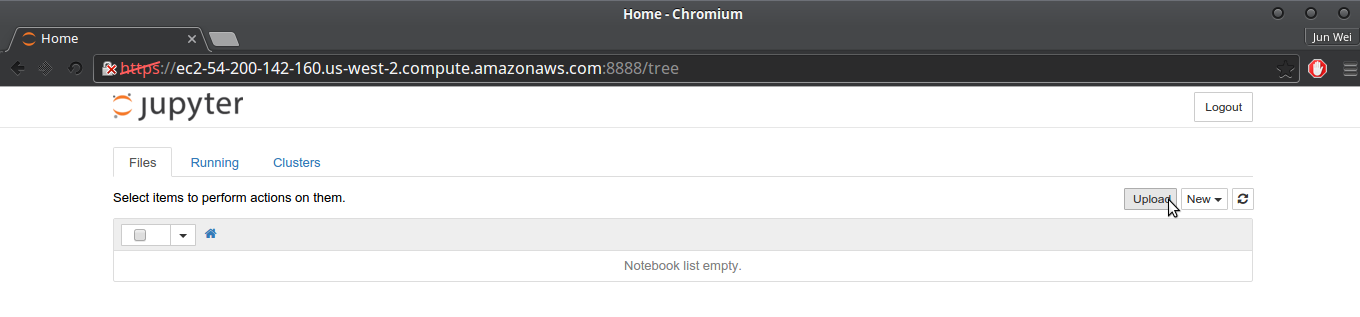 Home - Chromium
Home
Jun Wei
https://ec2-54-200-142-160.us-west-2.compute.amazonaws.com:8888/tree
jupyter
Logout
Files Running Clusters
Select items to perform actions on them.
Upload New
Notebook list empty.